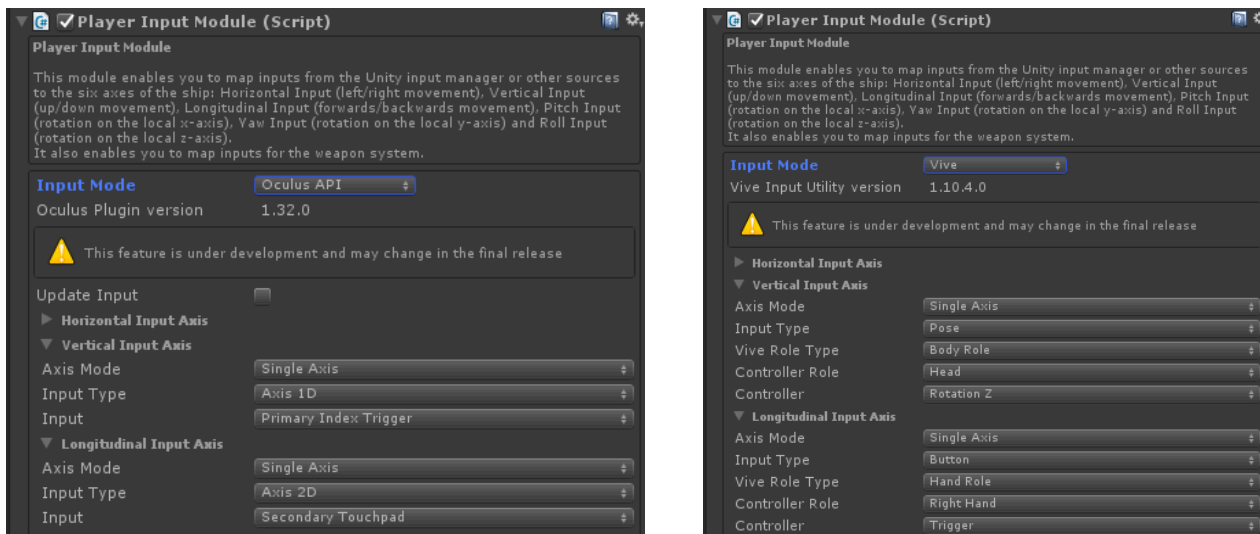 Player Input Module (Script)
Player Input Module
This module enables you to map inputs from the Unity input manager or other sources
to the six axes of the ship: Horizontal Input (left/right movement), Vertical Input
(up/down movement), Longitudinal Input (forwards/backwards movement), Pitch Input
(rotation on the local x-axis), Yaw Input (rotation on the local y-axis) and Roll Input
(rotation on the local z-axis).
It also enables you to map inputs for the weapon system.
Input Mode Oculus API
Oculus Plugin version 1.32.0
This feature is under development and may change in the final release
Update Input
Horizontal Input Axis
Vertical Input Axis
Axis Mode Single Axis
Input Type Axis 1D
Input Primary Index Trigger
Longitudinal Input Axis
Axis Mode Single Axis
Input Type Axis 2D
Input Secondary Touchpad
Player Input Module (Script)
Player Input Module
This module enables you to map inputs from the Unity input manager or other sources
to the six axes of the ship: Horizontal Input (left/right movement), Vertical Input
(up/down movement), Longitudinal Input (forwards/backwards movement), Pitch Input
(rotation on the local x-axis), Yaw Input (rotation on the local y-axis) and Roll Input
(rotation on the local z-axis).
It also enables you to map inputs for the weapon system.
Input Mode Vive
Vive Input Utility version 1.10.4.0
This feature is under development and may change in the final release
Horizontal Input Axis
Vertical Input Axis
Axis Mode Single Axis
Input Type Pose
Vive Role Type Body Role
Controller Role Head
Controller Rotation Z
Longitudinal Input Axis
Axis Mode Single Axis
Input Type Button
Vive Role Type Hand Role
Controller Role Right Hand
Controller Trigger